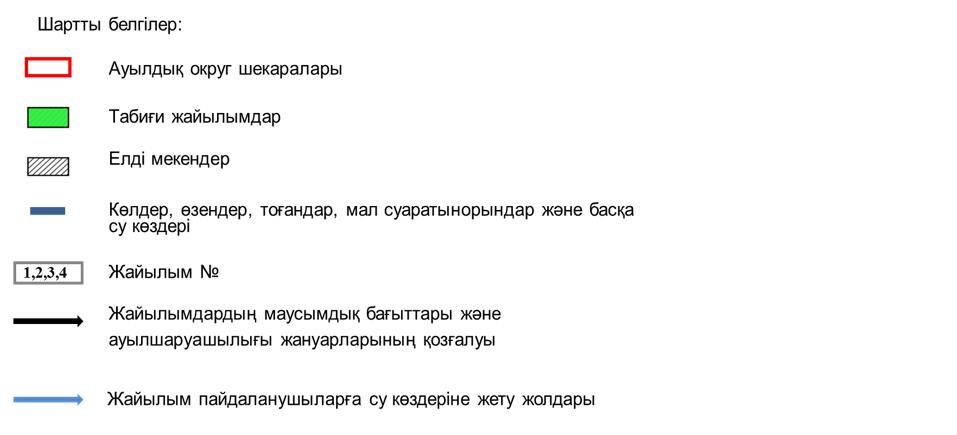 Шартты белгілер:
Ауылдық округ шекаралары
Табиғи жайылымдар
Елді мекендер
Көлдер, өзендер, тоғандар, мал суаратынорындар және басқа
су көздері
1,2,3,4 Жайылым №
Жайылымдардың маусымдық бағыттары және
ауылшаруашылығы жануарларының қозғалуы
Жайылым пайдаланушыларға су көздеріне жету жолдары